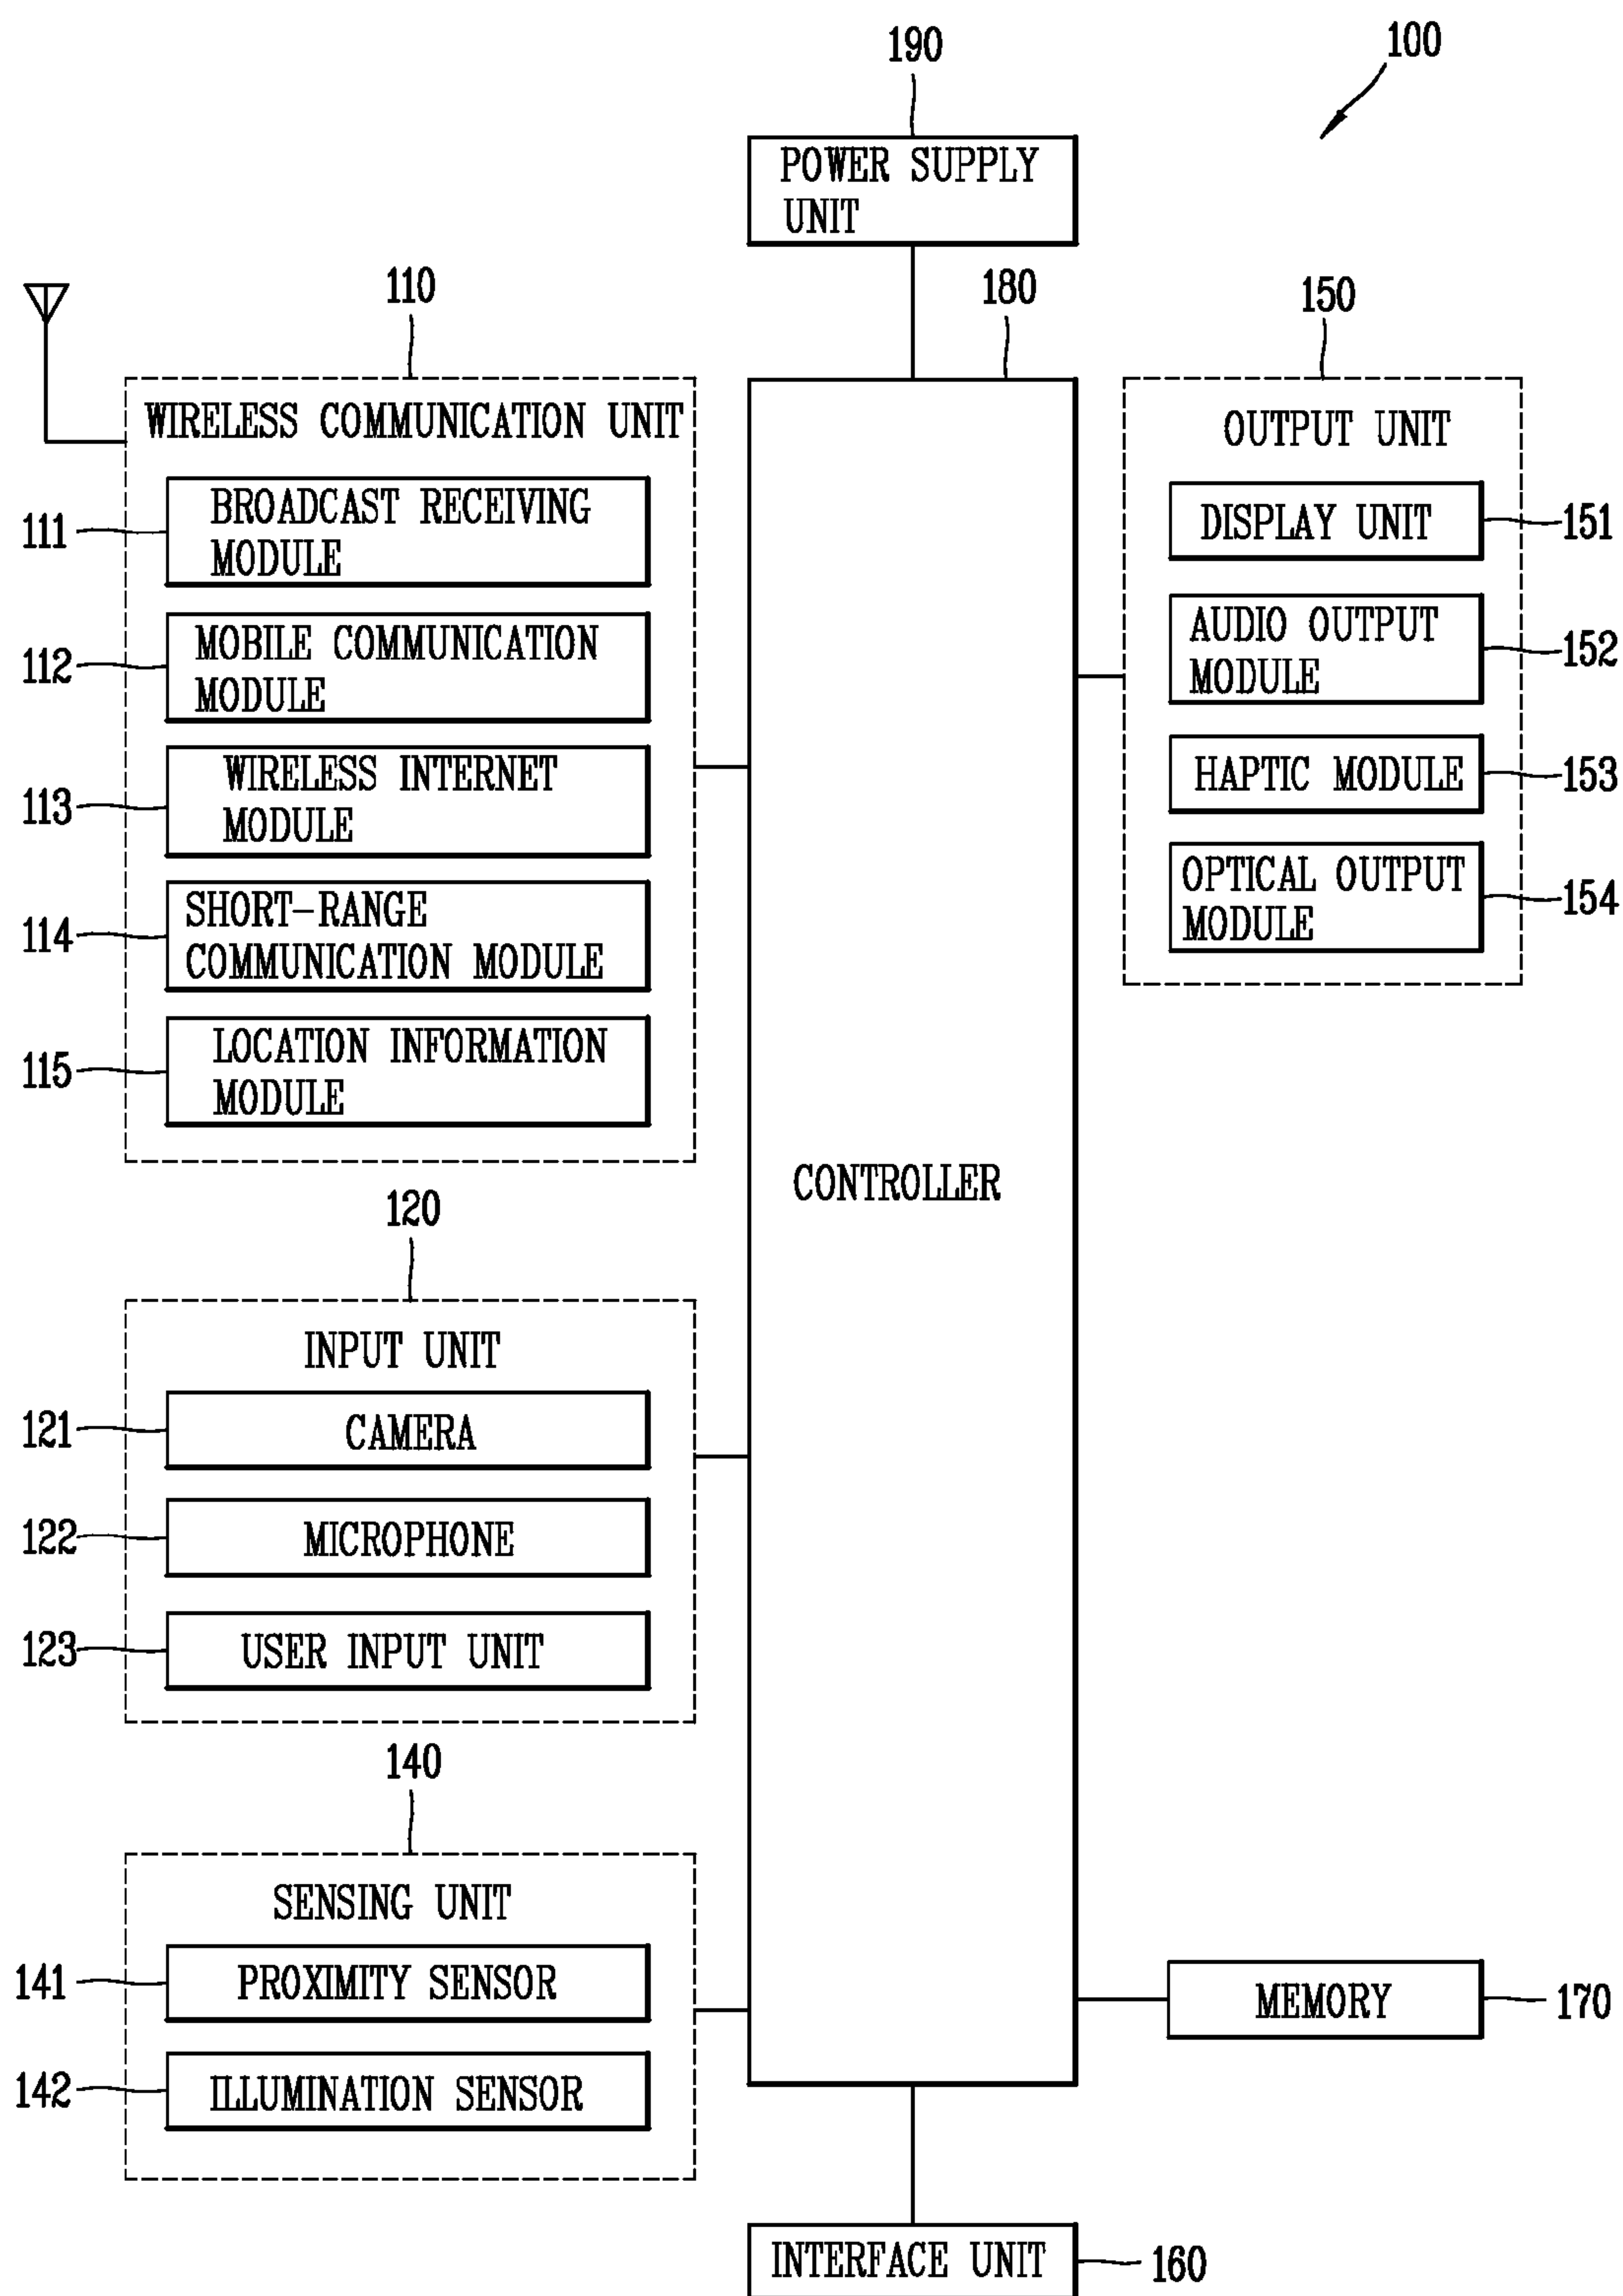 100
190
POWER SUPPLY
UNIT
110
180
150
WIRELESS COMMUNICATION UNIT
111
BROADCAST RECEIVING
MODULE
112
MOBILE COMMUNICATION
MODULE
113
WIRELESS INTERNET
MODULE
114
SHORT-RANGE
COMMUNICATION MODULE
115
LOCATION INFORMATION
MODULE
CONTROLLER
OUTPUT UNIT
DISPLAY UNIT
151
AUDIO OUTPUT
MODULE
152
HAPTIC MODULE
153
OPTICAL OUTPUT
MODULE
154
120
INPUT UNIT
121
CAMERA
122
MICROPHONE
123
USER INPUT UNIT
140
SENSING UNIT
141
PROXIMITY SENSOR
142
ILLUMINATION SENSOR
MEMORY
170
INTERFACE UNIT
160